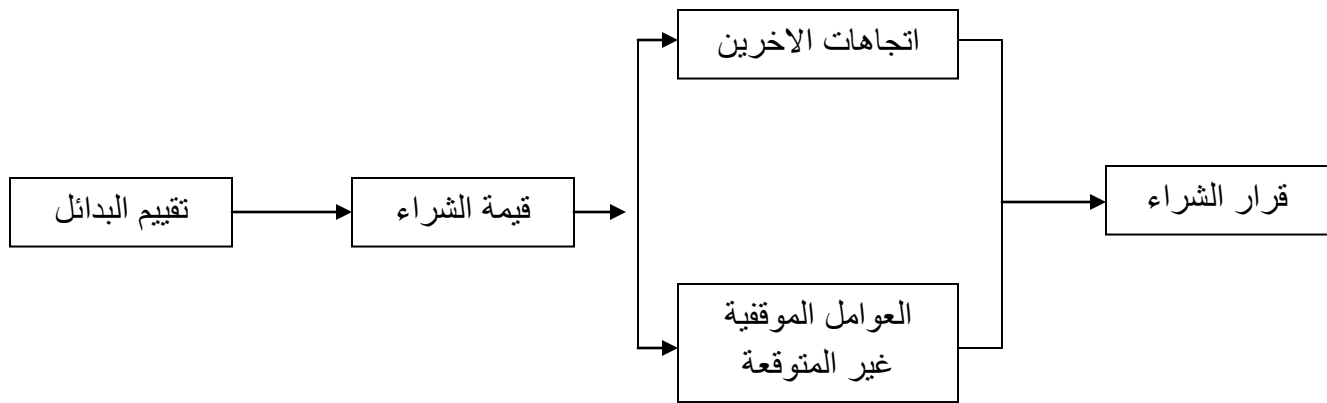 اتجاهات الاخرين
تقييم البدائل
قيمة الشراء
قرار الشراء
العوامل الموقفية
غير المتوقعة